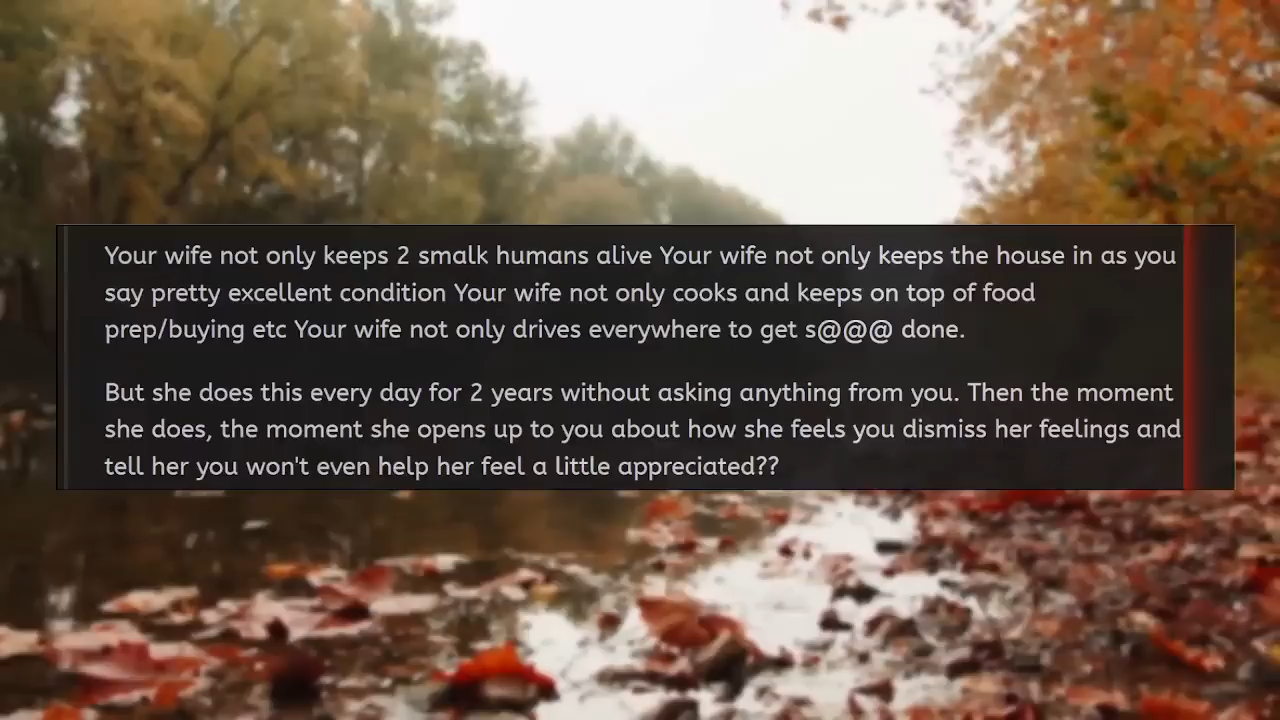 Your wife not only keeps 2 smalk humans alive Your wife not only keeps the house in as you
say pretty excellent condition Your wife not only cooks and keeps on top of food
prep/buying etc Your wife not only drives everywhere to get s@@@ done.
But she does this every day for 2 years without asking anything from you. Then the moment
she does, the moment she opens up to you about how she feels you dismiss her feelings and
tell her you won't even help her feel a little appreciated??